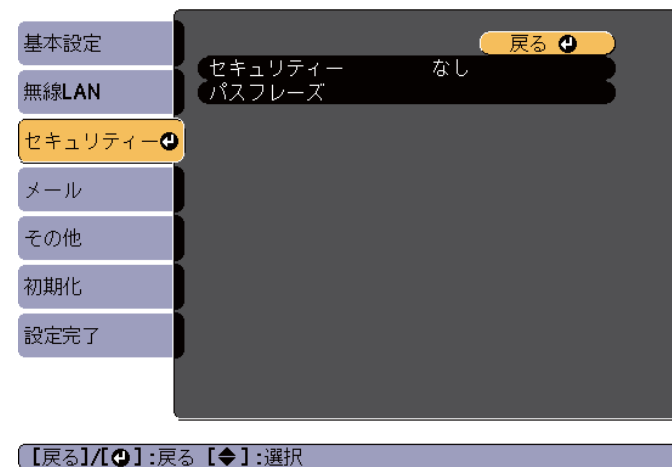 基本設定
無線LAN
セキュリティー
メール
その他
初期化
設定完了
戻る
セキュリティー なし
パスフレーズ
[戻る]/[⏎]:戻る [◆]:選択